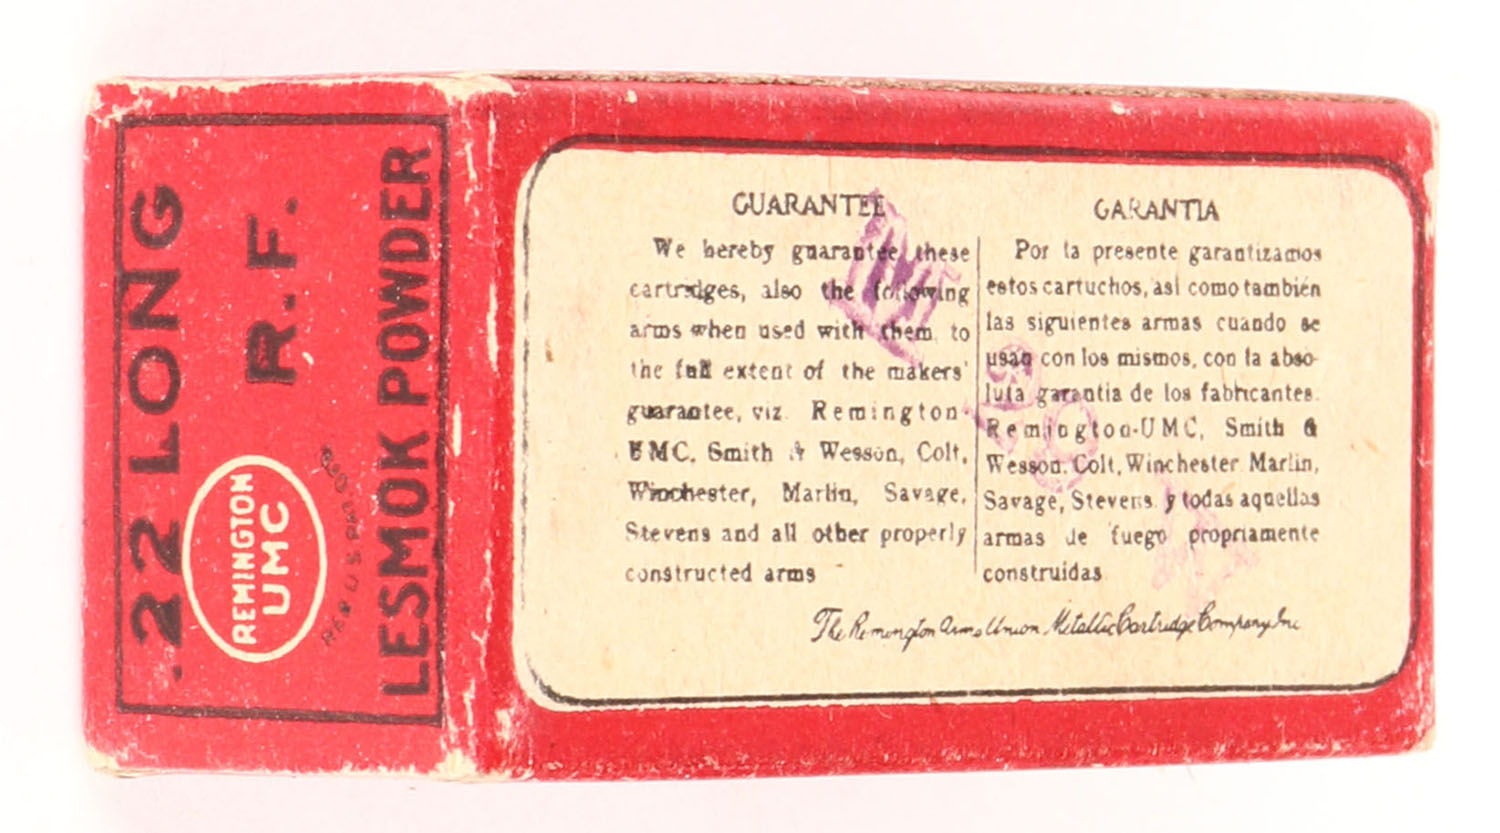 .22 LONG
R.F.
REMINGTON
UMC
LESMOK POWDER
GUARANTEE
We hereby guarantee these
cartridges, also the following
arms when used with them to
the full extent of the makers'
guarantee, viz. Remington-
UMC, Smith & Wesson, Colt,
Winchester, Marlin, Savage,
Stevens and all other properly
constructed arms
GARANTIA
Por la presente garantizamos
estos cartuchos, asi como también
las siguientes armas cuando se
usan con los mismos, con la abso-
luta garantia de los fabricantes.
Remington-UMC, Smith &
Wesson, Colt, Winchester Marlin,
Savage, Stevens y todas aquellas
armas de fuego propriamente
construidas
The Remington Arms Union Metallic Cartridge Company, Inc